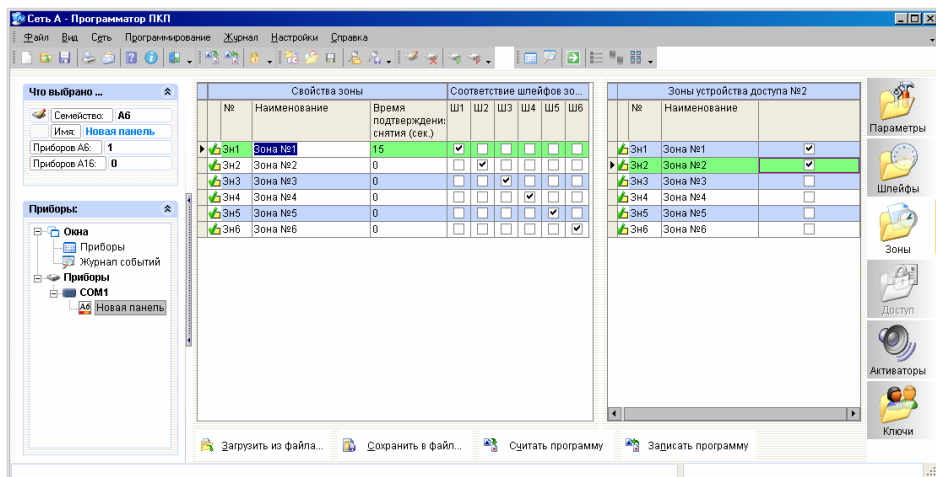 Сеть А - Программатор ПКП
Файл Вид Сеть Программирование Журнал Настройки Справка
Что выбрано ...
Семейство: А6
Имя: Новая панель
Приборов А6: 1
Приборов А16: 0
Приборы:
Окна
Приборы
Журнал событий
Приборы
COM1
А6 Новая панель
Свойства зоны Соответствие шлейфов зо...
№ Наименование Время подтверждени: снятия (сек.) Ш1 Ш2 Ш3 Ш4 Ш5 Ш6
Зн1 Зона №1 15
Зн2 Зона №2 0
Зн3 Зона №3 0
Зн4 Зона №4 0
Зн5 Зона №5 0
Зн6 Зона №6 0
Зоны устройства доступа №2
№ Наименование
Зн1 Зона №1
Зн2 Зона №2
Зн3 Зона №3
Зн4 Зона №4
Зн5 Зона №5
Зн6 Зона №6
Параметры
Шлейфы
Зоны
Доступ
Активаторы
Ключи
Загрузить из файла... Сохранить в файл... Считать программу Записать программу